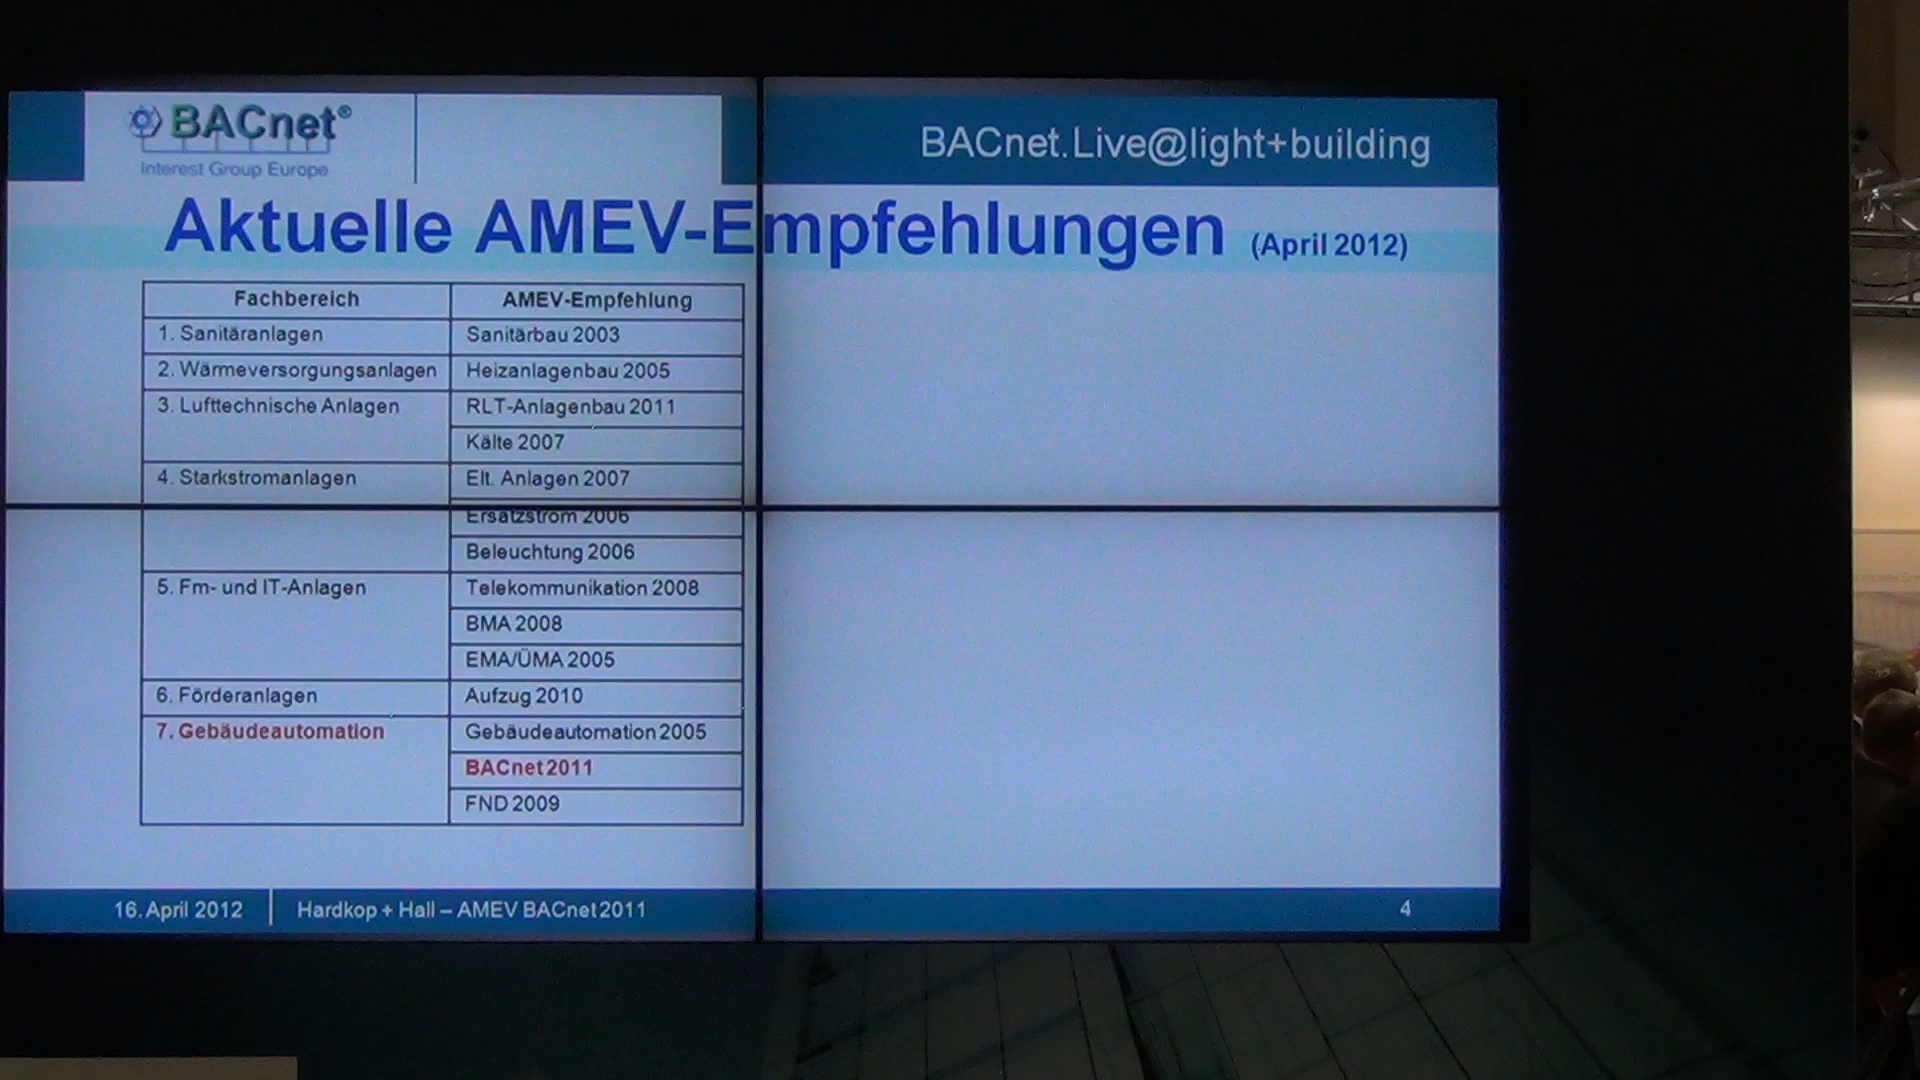 BACnet®
Interest Group Europe
BACnet.Live@light+building
Aktuelle AMEV-Empfehlungen (April 2012)
Fachbereich AMEV-Empfehlung
1. Sanitäranlagen Sanitärbau 2003
2. Wärmeversorgungsanlagen Heizanlagenbau 2005
3. Lufttechnische Anlagen RLT-Anlagenbau 2011
Kälte 2007
4. Starkstromanlagen Elt. Anlagen 2007
Ersatzstrom 2006
Beleuchtung 2006
5. Fm- und IT-Anlagen Telekommunikation 2008
BMA 2008
EMA/ÜMA 2005
6. Förderanlagen Aufzug 2010
7. Gebäudeautomation Gebäudeautomation 2005
BACnet 2011
FND 2009
16. April 2012 Hardkop + Hall – AMEV BACnet 2011 4